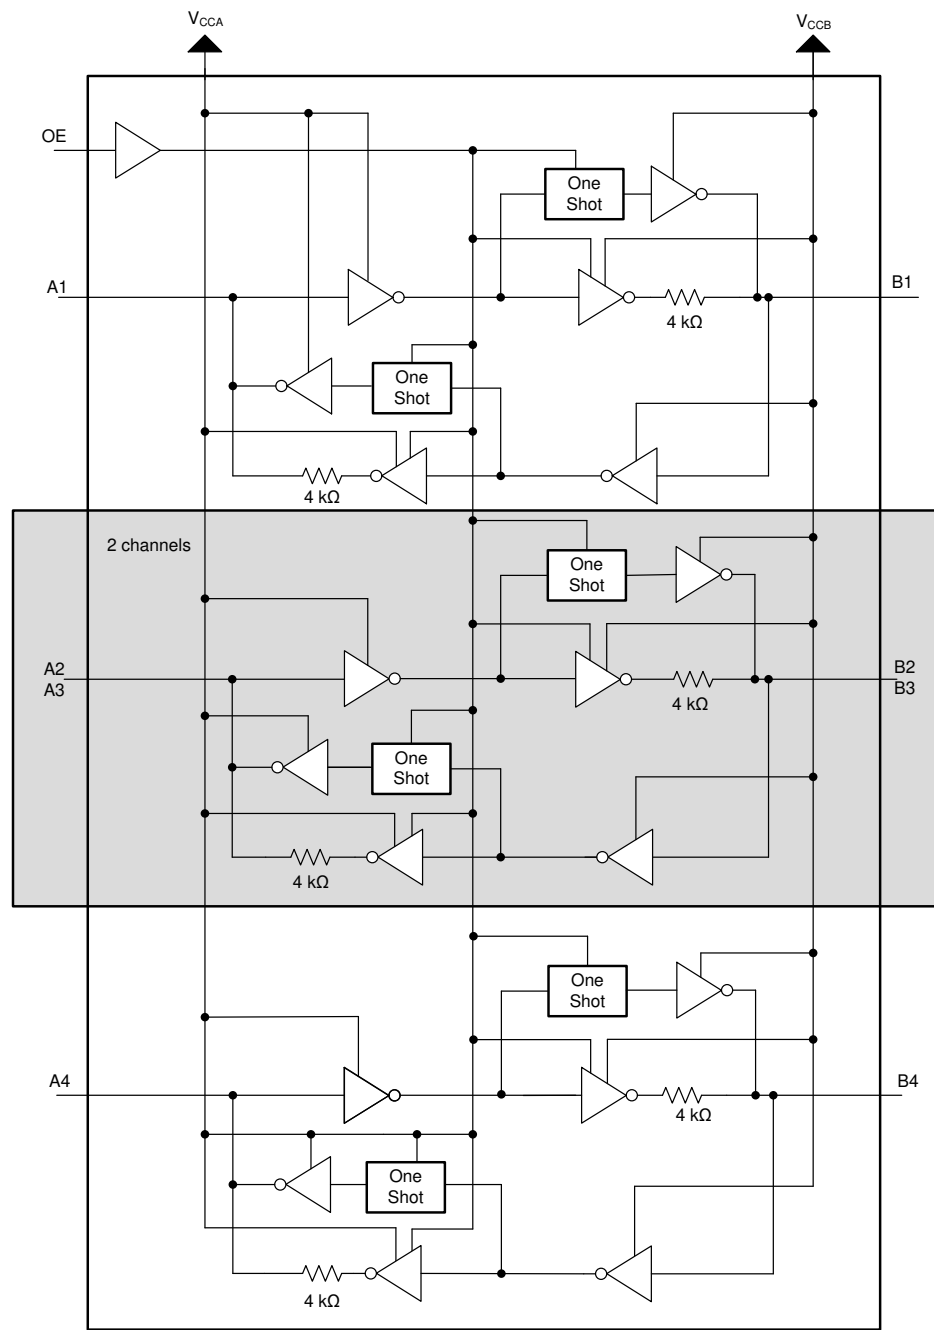 VCCA
VCCB
OE
One
Shot
A1
B1
4 kΩ
One
Shot
4 kΩ
2 channels
One
Shot
A2
A3
B2
B3
4 kΩ
One
Shot
4 kΩ
One
Shot
A4
B4
4 kΩ
One
Shot
4 kΩ